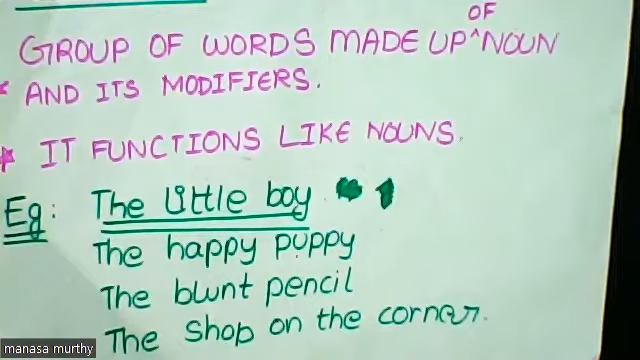 GROUP OF WORDS MADE UP ^OF NOUN
* AND ITS MODIFIERS.
* IT FUNCTIONS LIKE NOUNS.
Eg: The little boy
The happy puppy
The blunt pencil
The shop on the corner.
manasa murthy